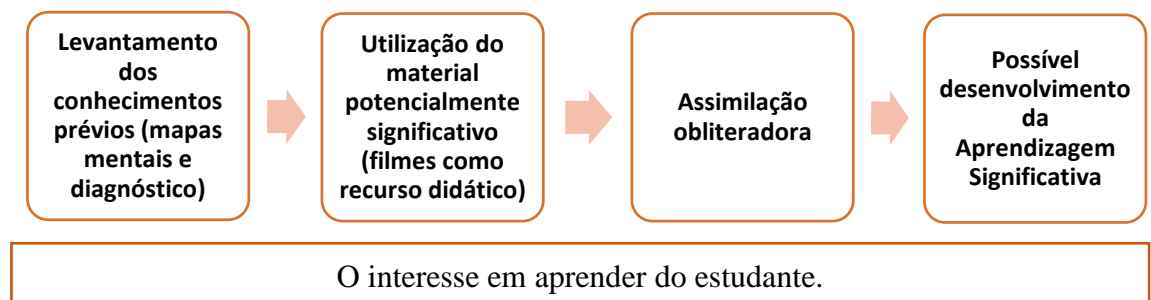 Levantamento
dos
conhecimentos
prévios (mapas
mentais e
diagnóstico)
Utilização do
material
potencialmente
significativo
(filmes como
recurso didático)
Assimilação
obliteradora
Possível
desenvolvimento
da
Aprendizagem
Significativa
O interesse em aprender do estudante.